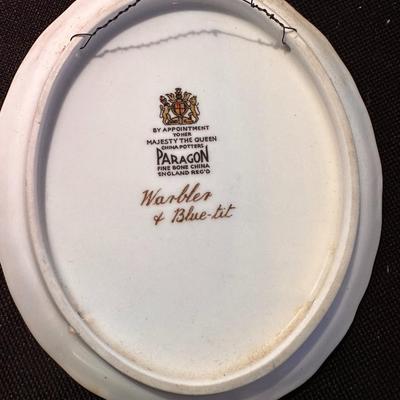 BY APPOINTMENT
TO HER
MAJESTY THE QUEEN
CHINA POTTERS
PARAGON
FINE BONE CHINA
ENGLAND REG'D
Warbler
& Blue-tit